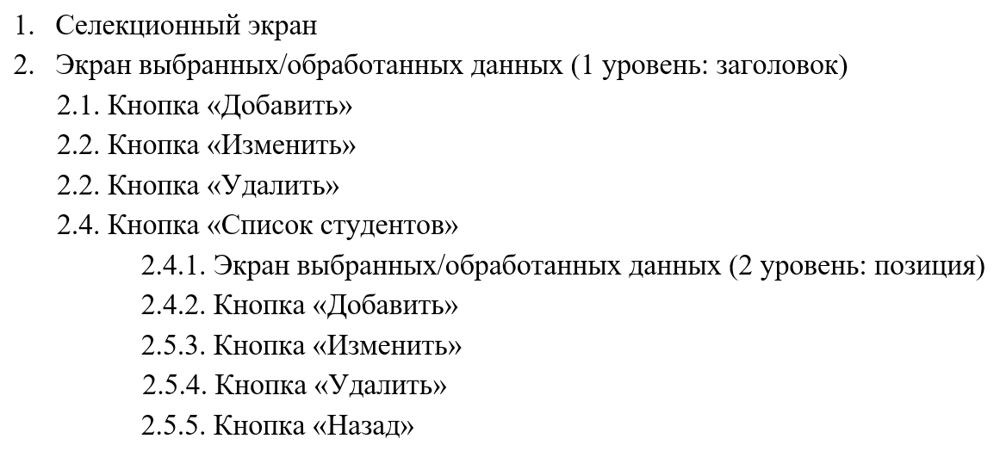 1. Селекционный экран
2. Экран выбранных/обработанных данных (1 уровень: заголовок)
2.1. Кнопка «Добавить»
2.2. Кнопка «Изменить»
2.2. Кнопка «Удалить»
2.4. Кнопка «Список студентов»
2.4.1. Экран выбранных/обработанных данных (2 уровень: позиция)
2.4.2. Кнопка «Добавить»
2.5.3. Кнопка «Изменить»
2.5.4. Кнопка «Удалить»
2.5.5. Кнопка «Назад»